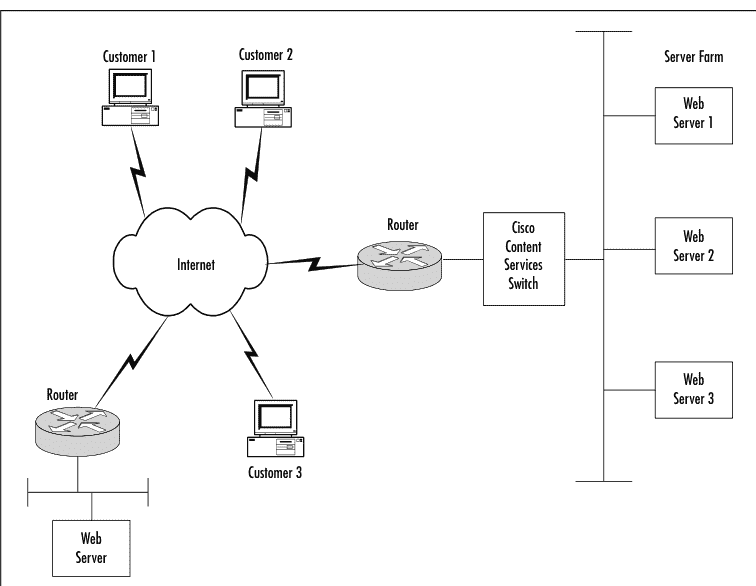 Customer 1
Customer 2
Server Farm
Web
Server 1
Router
Cisco
Content
Services
Switch
Internet
Web
Server 2
Web
Server 3
Router
Customer 3
Web
Server